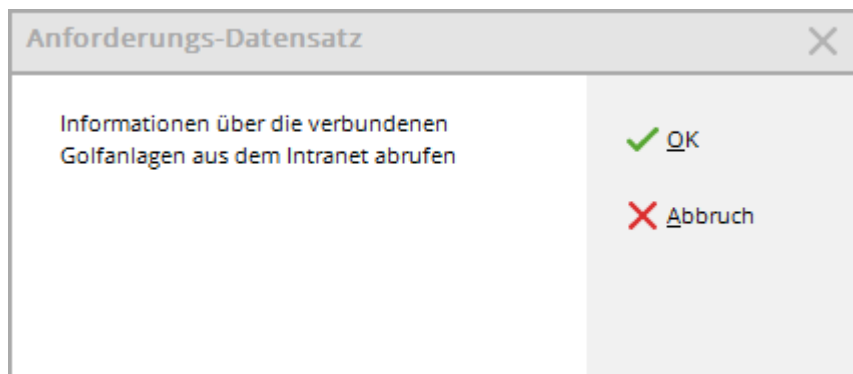 Anforderungs-Datensatz
Informationen über die verbundenen
Golfanlagen aus dem Intranet abrufen
OK
Abbruch